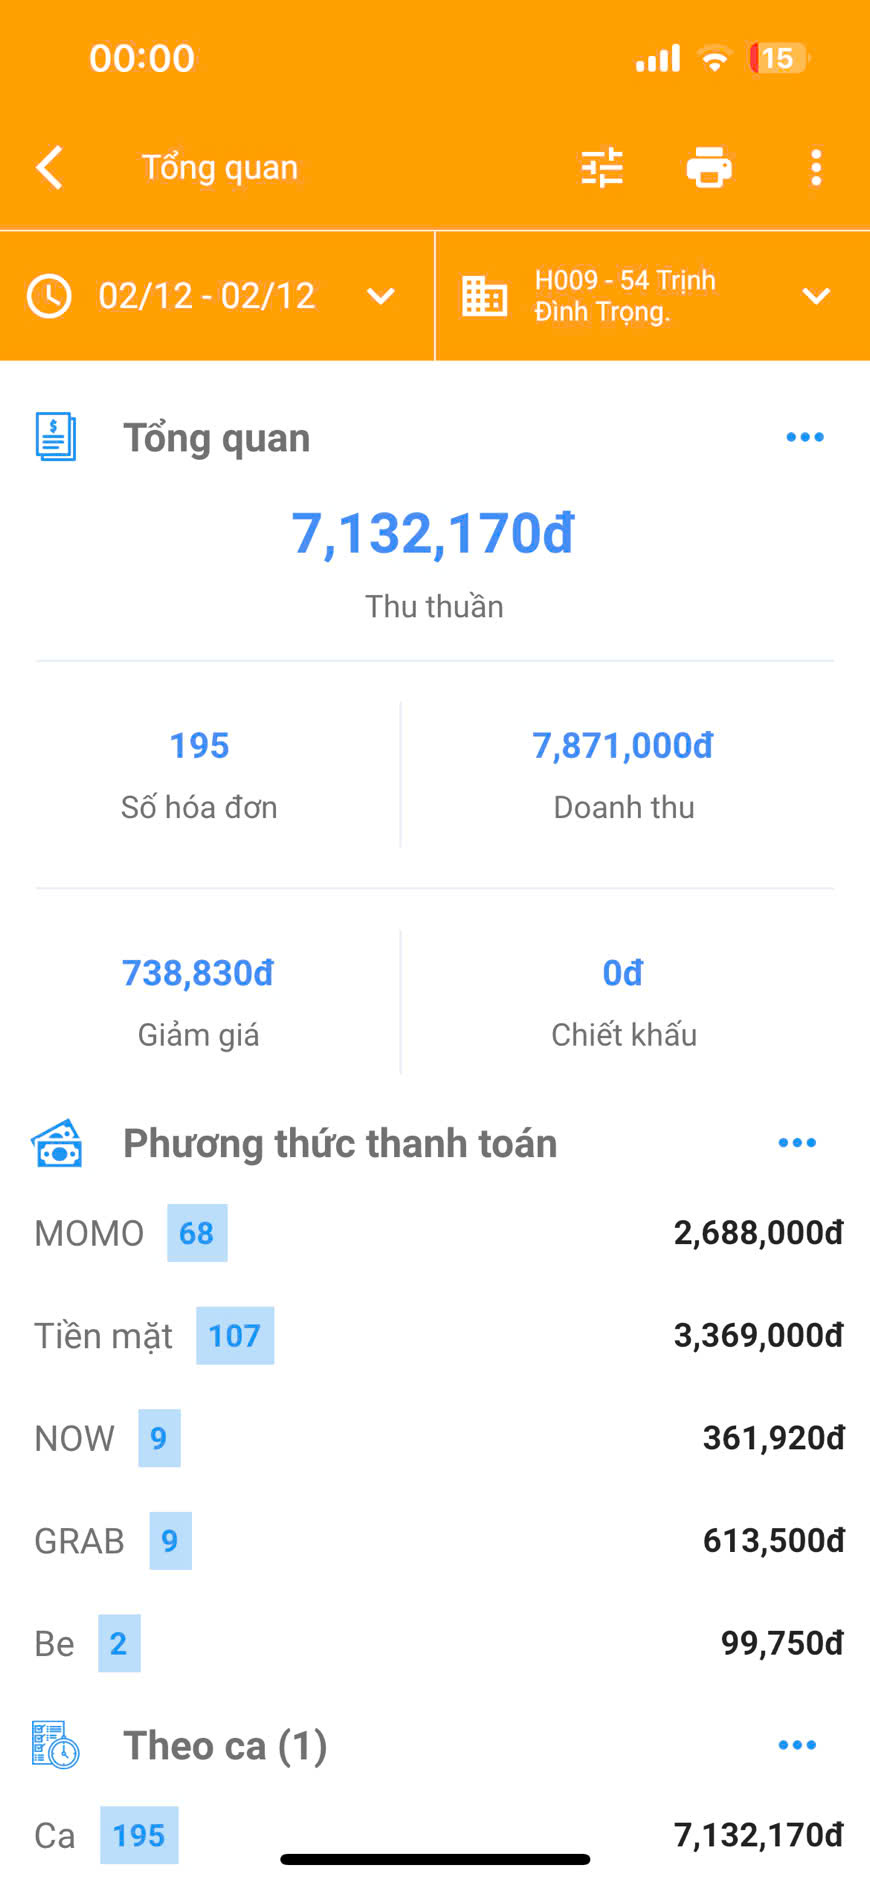 00:00
15
Tổng quan
02/12 - 02/12
H009 - 54 Trịnh
Đình Trọng.
Tổng quan
7,132,170đ
Thu thuần
195
7,871,000đ
Số hóa đơn
Doanh thu
738,830đ
0đ
Giảm giá
Chiết khấu
Phương thức thanh toán
MOMO 68 2,688,000đ
Tiền mặt 107 3,369,000đ
NOW 9 361,920đ
GRAB 9 613,500đ
Be 2 99,750đ
Theo ca (1)
Ca 195 7,132,170đ